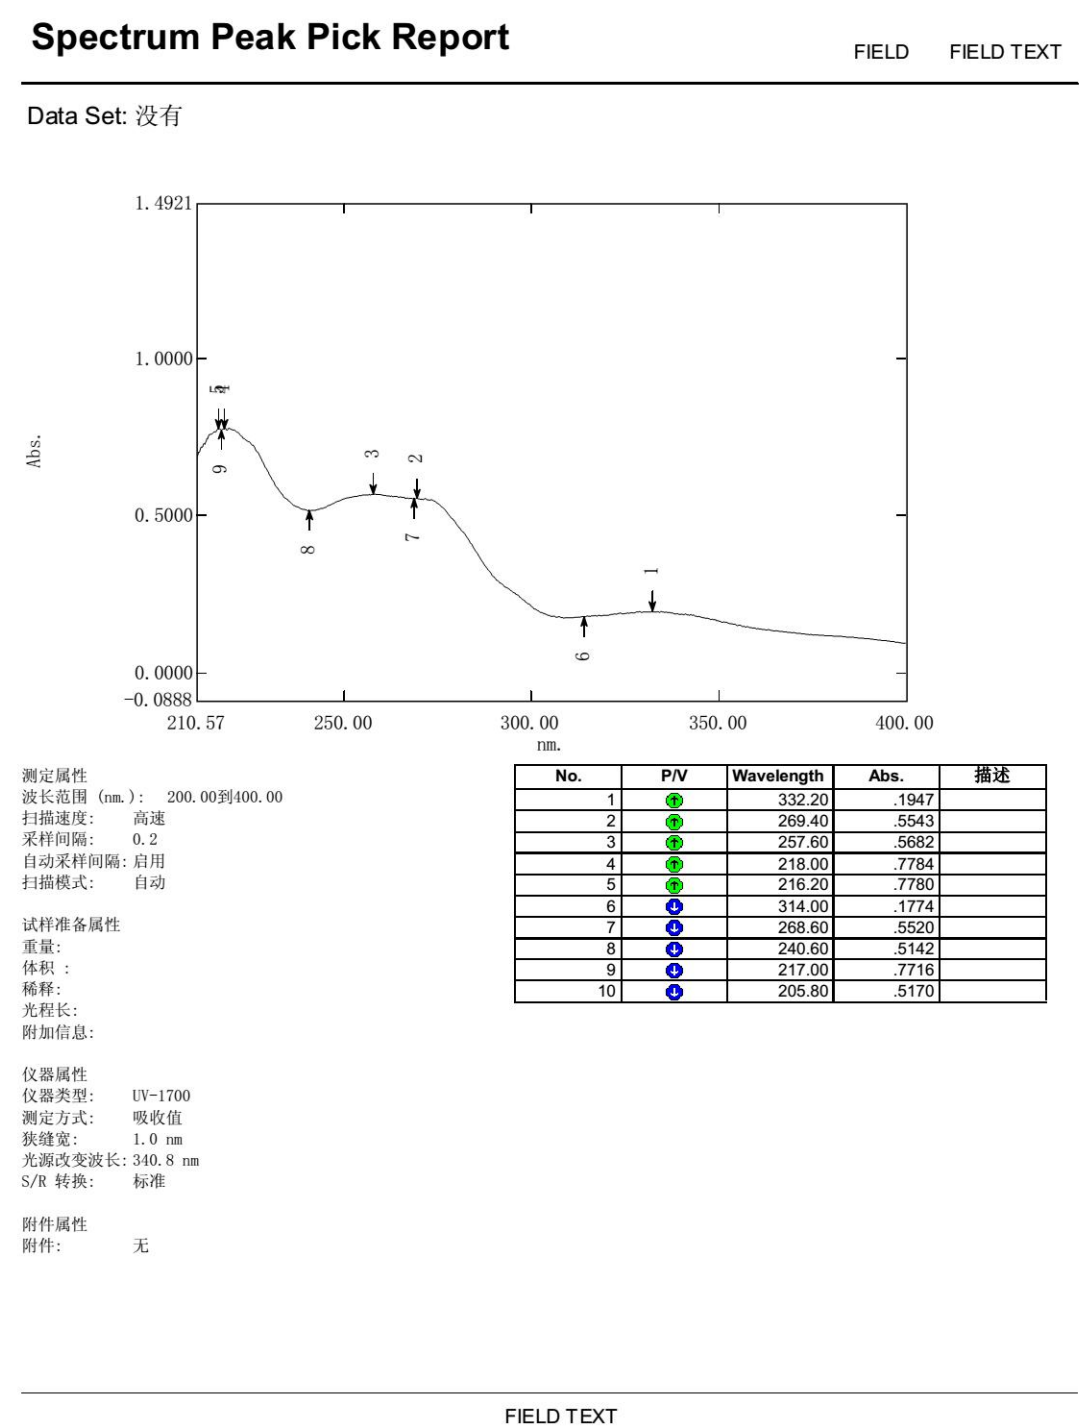 Spectrum Peak Pick Report
FIELD FIELD TEXT
Data Set: 没有
1.4921
1.0000
0.5000
0.0000
-0.0888
Abs.
5 4
9
8
3
2
7
6
1
210.57 250.00 300.00 350.00 400.00
nm.
测定属性
波长范围 (nm.): 200.00到400.00
扫描速度: 高速
采样间隔: 0.2
自动采样间隔: 启用
扫描模式: 自动
试样准备属性
重量:
体积 :
稀释:
光程长:
附加信息:
仪器属性
仪器类型: UV-1700
测定方式: 吸收值
狭缝宽: 1.0 nm
光源改变波长: 340.8 nm
S/R 转换: 标准
附件属性
附件: 无
No. P/V Wavelength Abs. 描述
1 332.20 .1947
2 269.40 .5543
3 257.60 .5682
4 218.00 .7784
5 216.20 .7780
6 314.00 .1774
7 268.60 .5520
8 240.60 .5142
9 217.00 .7716
10 205.80 .5170
FIELD TEXT